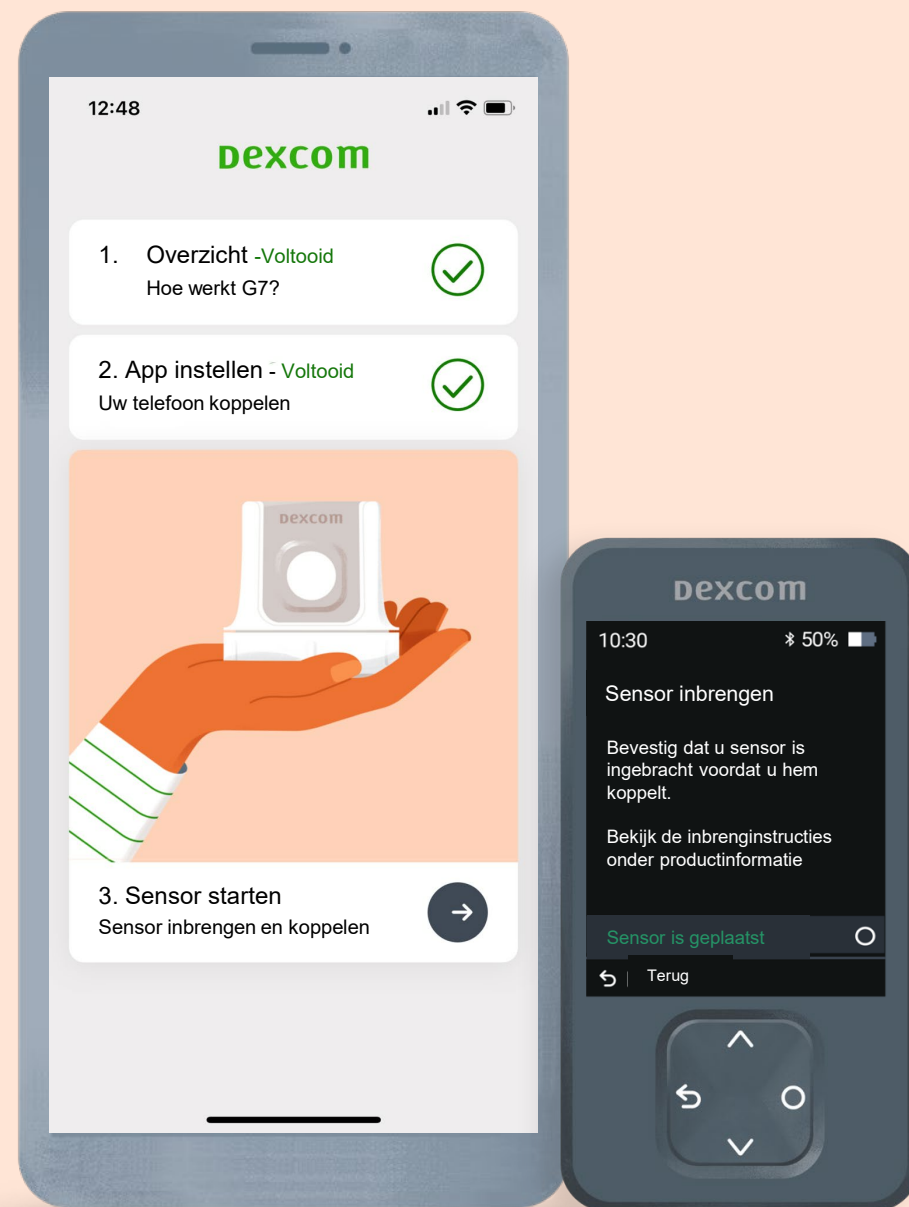 12:48
Dexcom
1. Overzicht -Voltooid
Hoe werkt G7?
2. App instellen - Voltooid
Uw telefoon koppelen
Dexcom
3. Sensor starten
Sensor inbrengen en koppelen
Dexcom
10:30 50%
Sensor inbrengen
Bevestig dat u sensor is
ingebracht voordat u hem
koppelt.
Bekijk de inbrenginstructies
onder productinformatie
Sensor is geplaatst
Terug